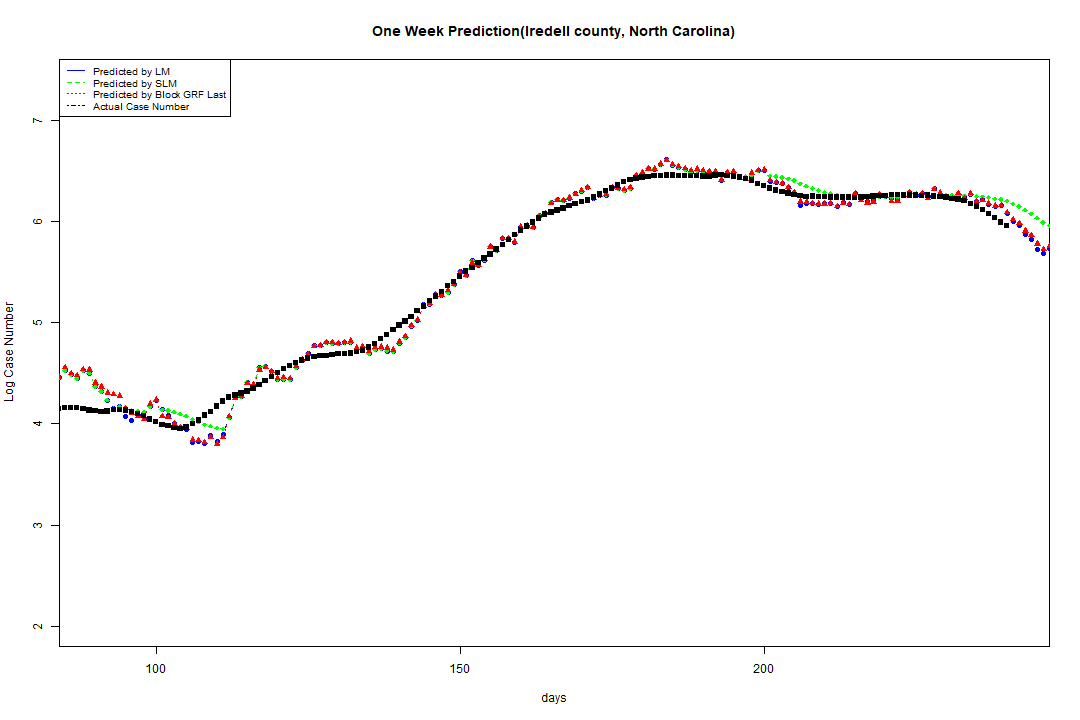 One Week Prediction(Iredell county, North Carolina)
Predicted by LM
Predicted by SLM
Predicted by Block GRF Last
Actual Case Number
7
6
5
4
3
2
Log Case Number
100 150 200
days